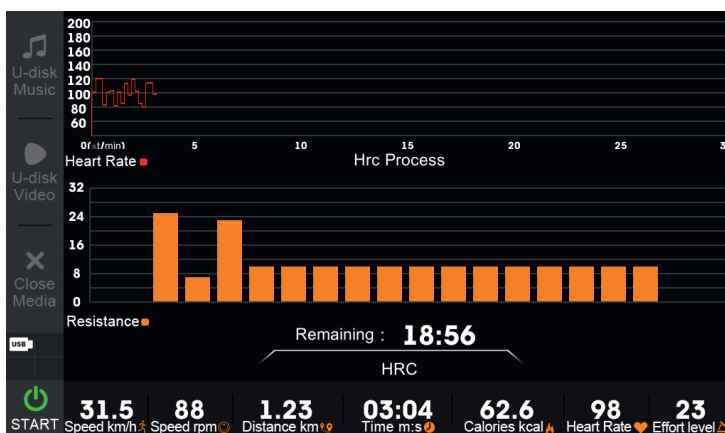 U-disk
Music
U-disk
Video
Close
Media
USB
START
200
180
160
140
120
100
80
60
0(△t/min) 5 10 15 20 25 3
Heart Rate Hrc Process
32
24
16
8
0
Resistance
Remaining : 18:56
HRC
31.5 88 1.23 03:04 62.6 98 23
Speed km/h Speed rpm Distance km Time m:s Calories kcal Heart Rate Effort level